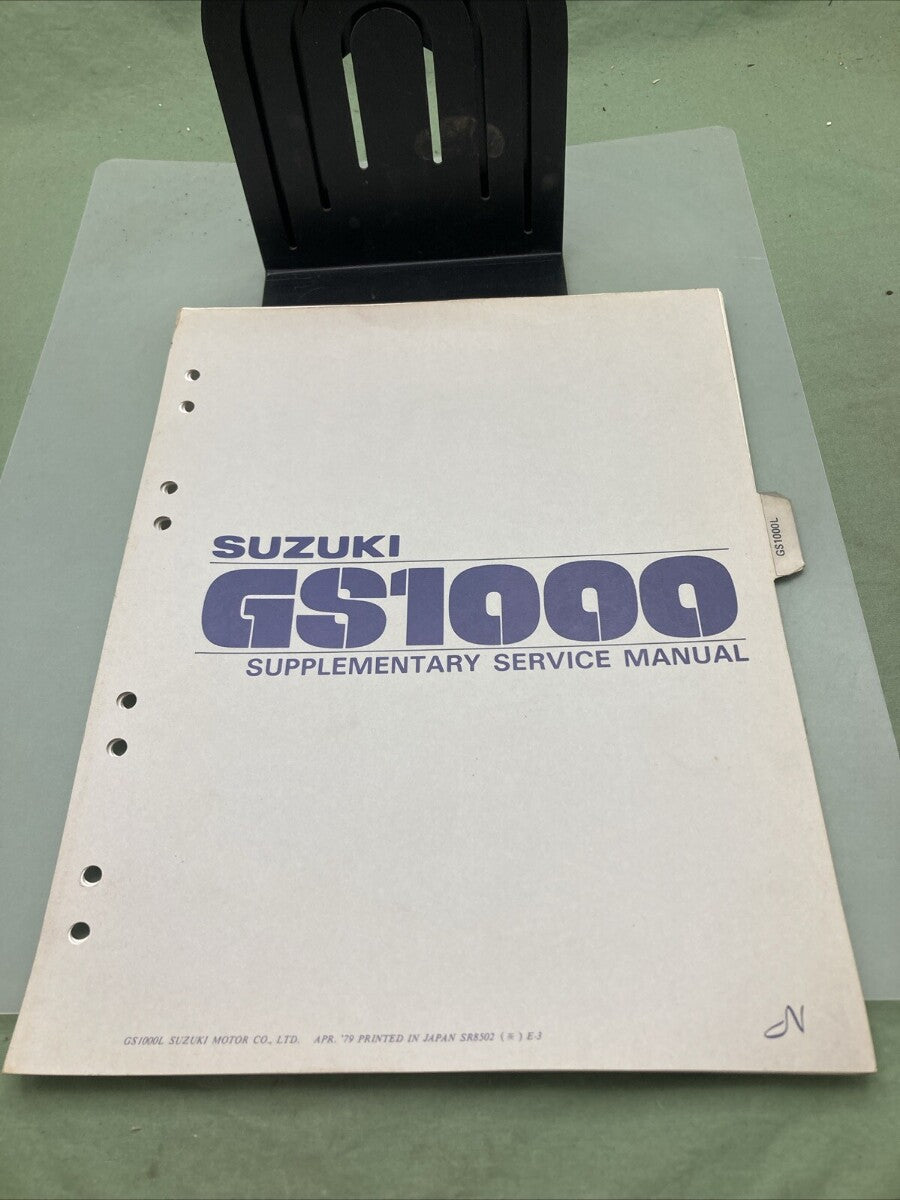 SUZUKI
GS1000
SUPPLEMENTARY SERVICE MANUAL
GS1000L
GS1000L SUZUKI MOTOR CO., LTD. APR. '79 PRINTED IN JAPAN SR8502 (※) E-3
N